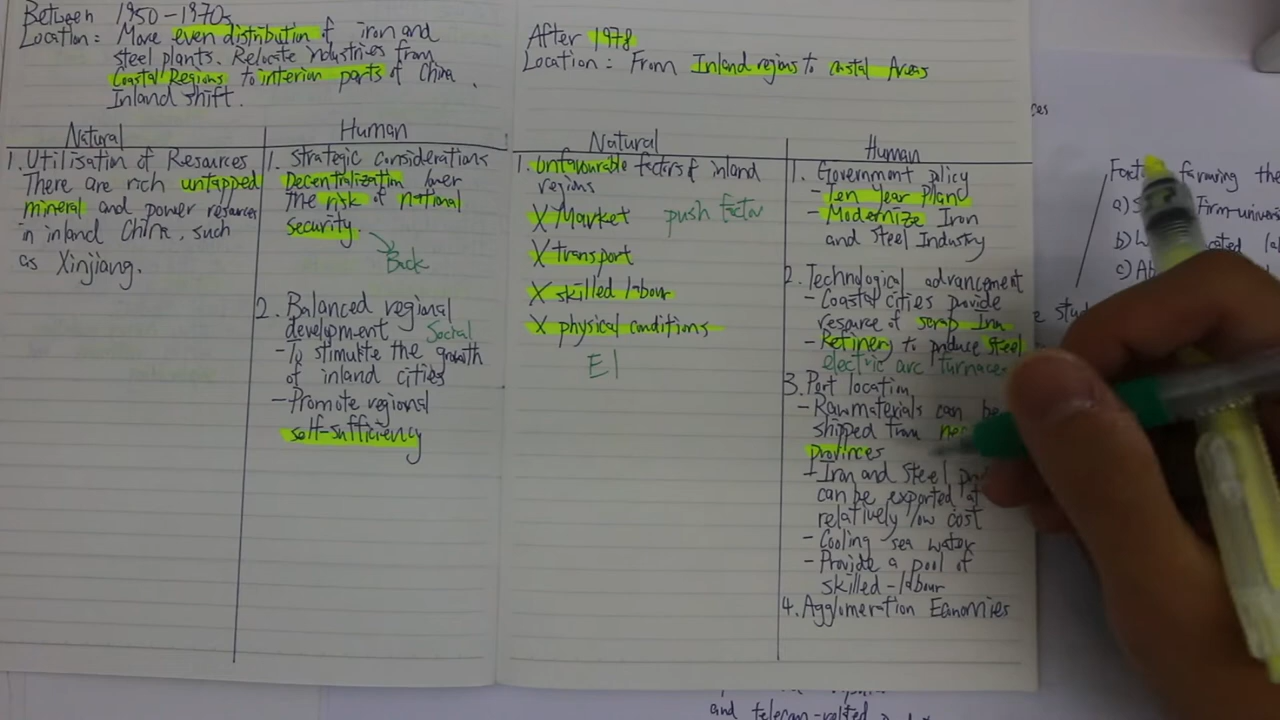 Between 1950-1970s
Location: More even distribution of iron and
steel plants. Relocate industries from
Coastal Regions to interior parts of China.
Inland shift.
Natural
1. Utilisation of Resources
There are rich untapped
mineral and power resources
in inland China, such
as Xinjiang.
Human
1. Strategic considerations
Decentralization lower
the risk of national
security.
Back
2. Balanced regional
development Social
- To stimulate the growth
of inland cities
- Promote regional
self-sufficiency
After 1978
Location: From Inland regions to coastal Areas
Natural
1. Unfavourable factors of inland
regions
X Market push factor
X transport
X skilled labour
X physical conditions
El
Human
1. Government policy
- Ten Year Plan
- Modernize Iron
and Steel Industry
2. Technological advancement
- Coastal cities provide
resource of scrap Iron
- Refinery to produce steel
electric arc furnace
3. Port location
- Raw materials can be
shipped from
provinces
- Iron and Steel
can be exported at
relatively low cost
- Cooling sea water
- Provide a pool of
skilled-labour
4. Agglomeration Economies
the
a)
b)
c)
and telecom-related